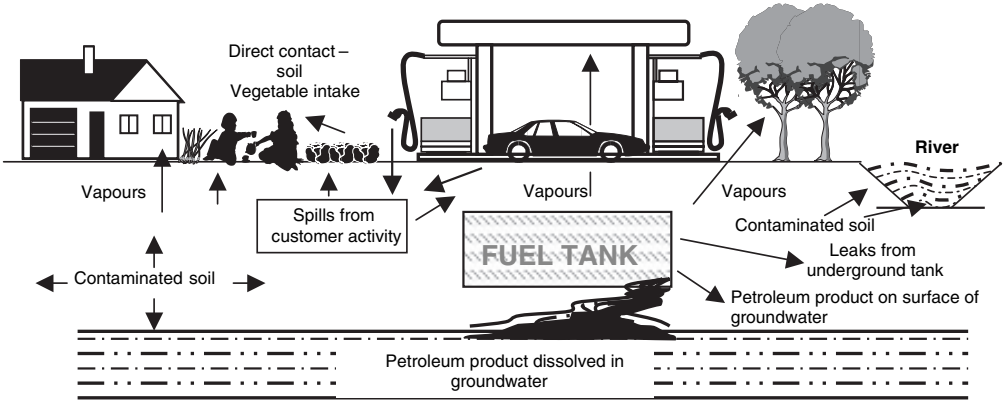 Direct contact –
soil
Vegetable intake
River
Vapours
Spills from
customer activity
Vapours
Vapours
Contaminated soil
FUEL TANK
Leaks from
underground tank
Contaminated soil
Petroleum product on surface of
groundwater
Petroleum product dissolved in
groundwater